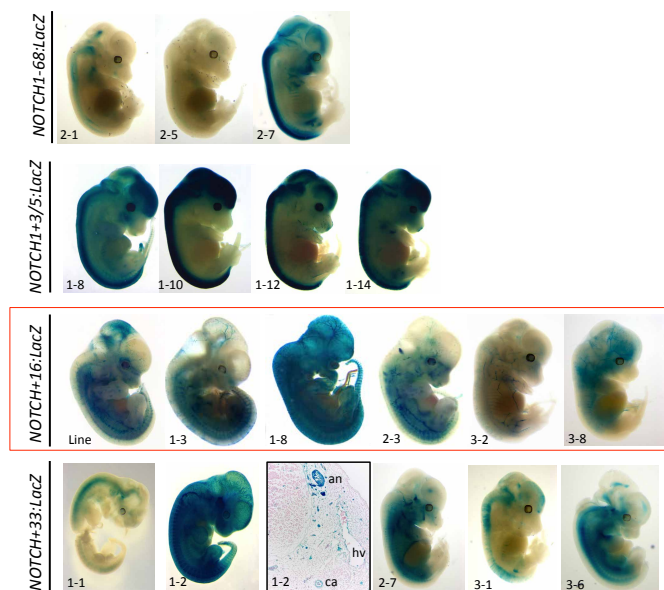 NOTCH1-68:LacZ
2-1 2-5 2-7
NOTCH1+3/5:LacZ
1-8 1-10 1-12 1-14
NOTCH+16:LacZ
Line 1-3 1-8 2-3 3-2 3-8
NOTCH+33:LacZ
an
hv
ca
1-1 1-2 1-2 2-7 3-1 3-6